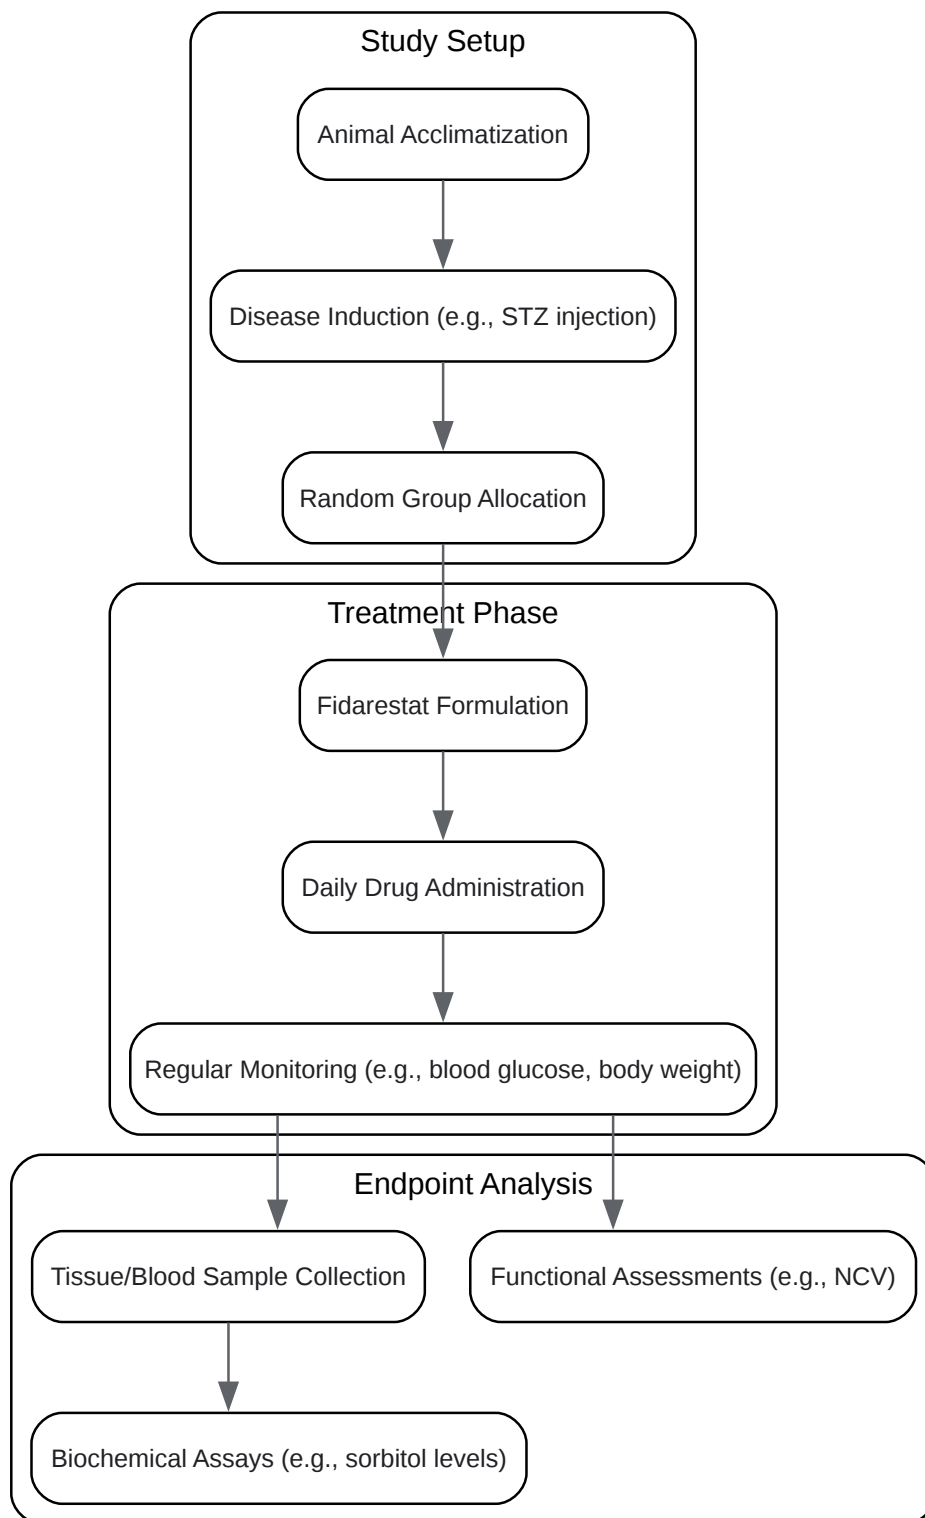 Study Setup
Animal Acclimatization
Disease Induction (e.g., STZ injection)
Random Group Allocation
Treatment Phase
Fidarestat Formulation
Daily Drug Administration
Regular Monitoring (e.g., blood glucose, body weight)
Endpoint Analysis
Tissue/Blood Sample Collection
Functional Assessments (e.g., NCV)
Biochemical Assays (e.g., sorbitol levels)